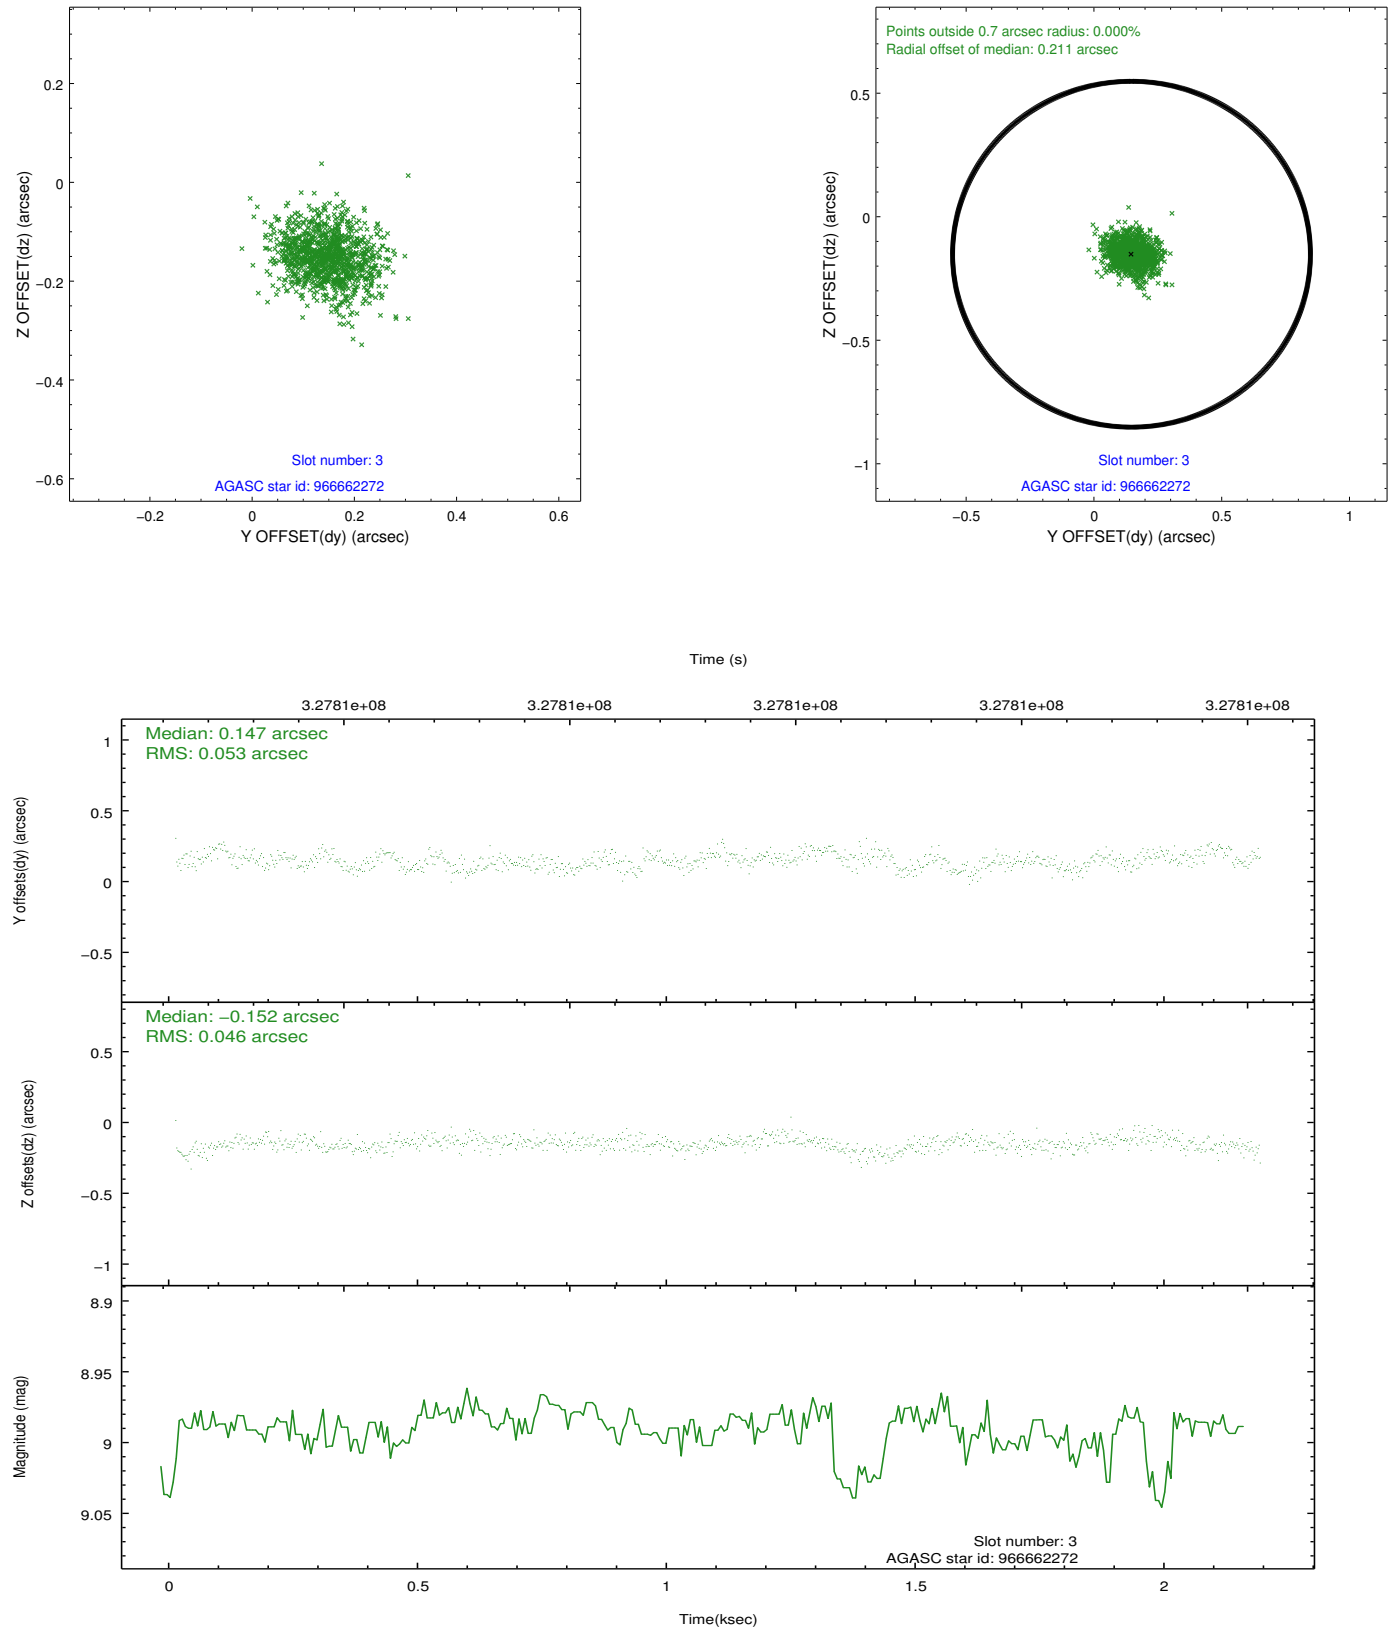 0.2
0
−0.2
−0.4
−0.6
Z OFFSET(dz) (arcsec)
Slot number: 3
AGASC star id: 966662272
−0.2 0 0.2 0.4 0.6
Y OFFSET(dy) (arcsec)
Points outside 0.7 arcsec radius: 0.000%
Radial offset of median: 0.211 arcsec
0.5
0
−0.5
−1
Z OFFSET(dz) (arcsec)
Slot number: 3
AGASC star id: 966662272
−0.5 0 0.5 1
Y OFFSET(dy) (arcsec)
Time (s)
3.2781e+08 3.2781e+08 3.2781e+08 3.2781e+08 3.2781e+08
Median: 0.147 arcsec
RMS: 0.053 arcsec
1
0.5
0
−0.5
Y offsets(dy) (arcsec)
Median: −0.152 arcsec
RMS: 0.046 arcsec
0.5
0
−0.5
−1
Z offsets(dz) (arcsec)
8.9
8.95
9
9.05
Magnitude (mag)
Slot number: 3
AGASC star id: 966662272
0 0.5 1 1.5 2
Time(ksec)